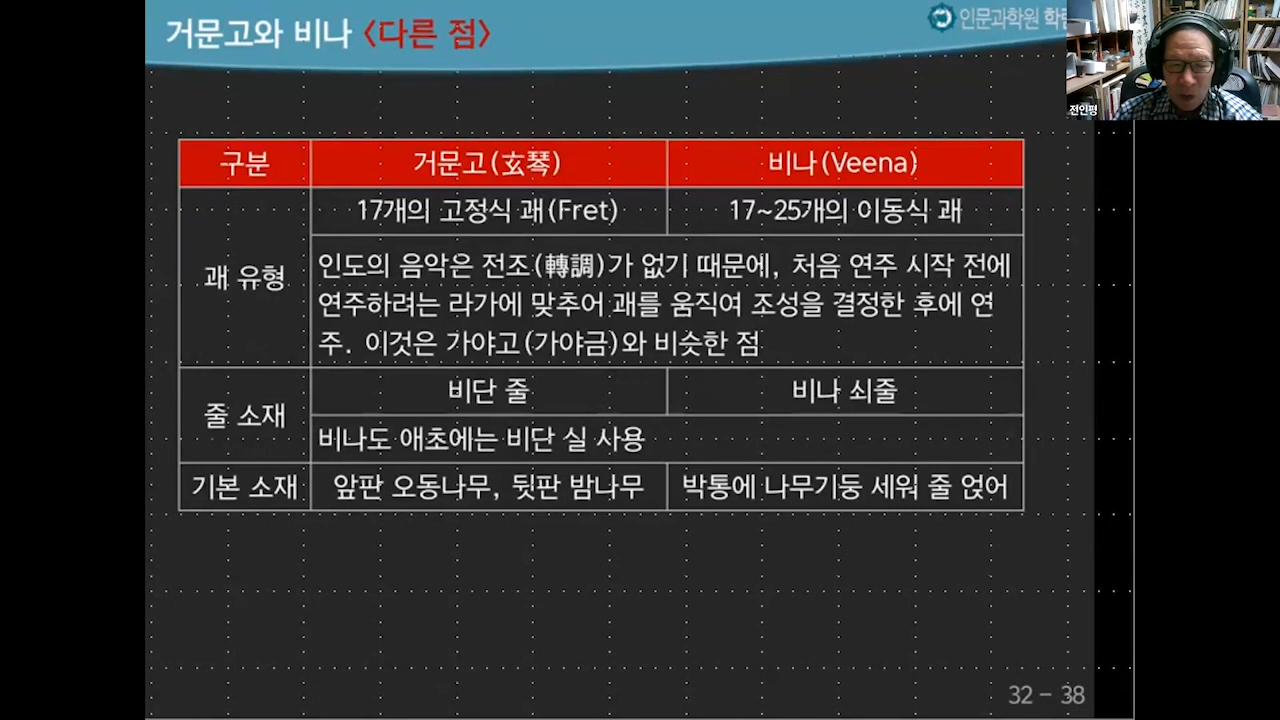 거문고와 비나 <다른 점>
인문과학원 학
전인평
구분 거문고(玄琴) 비나(Veena)
17개의 고정식 괘(Fret) 17~25개의 이동식 괘
괘 유형
인도의 음악은 전조(轉調)가 없기 때문에, 처음 연주 시작 전에
연주하려는 라가에 맞추어 괘를 움직여 조성을 결정한 후에 연
주. 이것은 가야고(가야금)와 비슷한 점
줄 소재
비단 줄 비나 쇠줄
비나도 애초에는 비단 실 사용
기본 소재 앞판 오동나무, 뒷판 밤나무 박통에 나무기둥 세워 줄 얹어
32 - 38